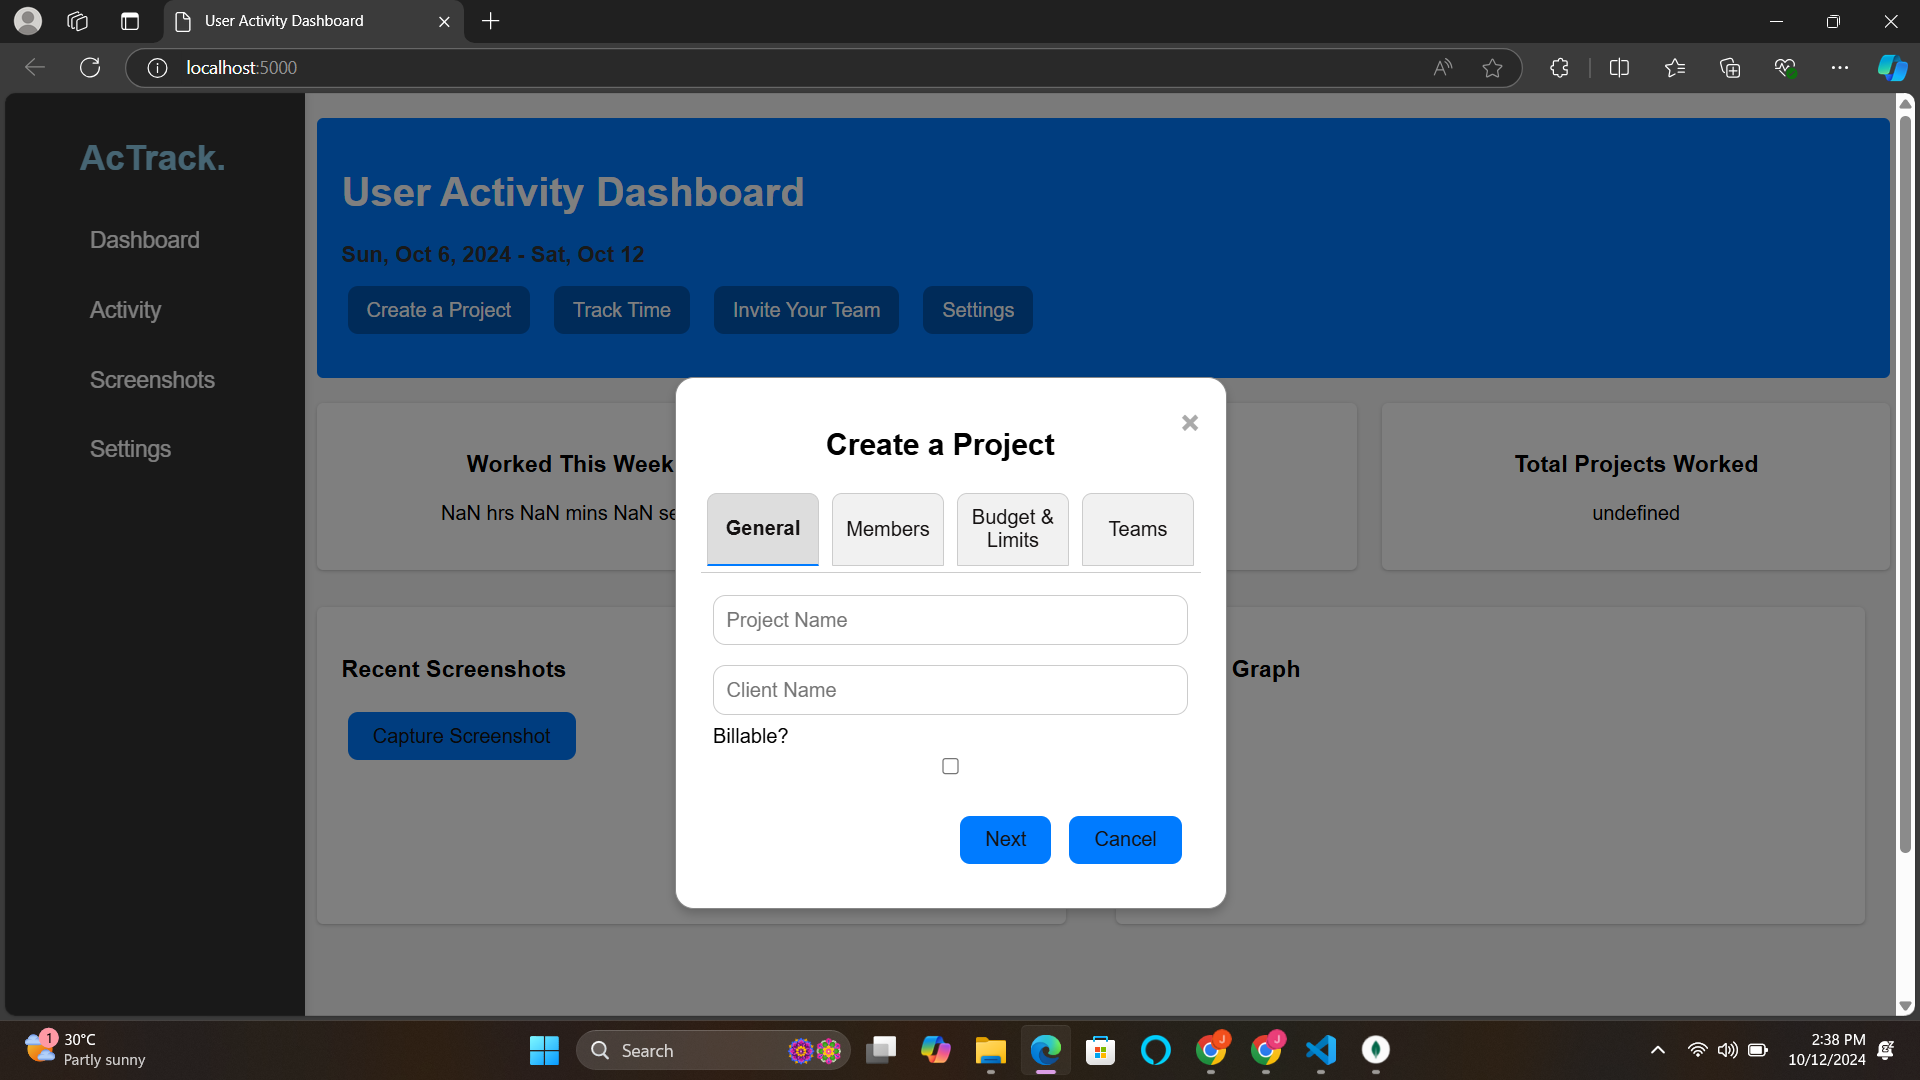 User Activity Dashboard
localhost:5000
AcTrack.
Dashboard
Activity
Screenshots
Settings
User Activity Dashboard
Sun, Oct 6, 2024 - Sat, Oct 12
Create a Project
Track Time
Invite Your Team
Settings
Worked This Week
NaN hrs NaN mins NaN se
Total Projects Worked
undefined
Recent Screenshots
Capture Screenshot
Graph
Create a Project
General
Members
Budget &
Limits
Teams
Project Name
Client Name
Billable?
Next
Cancel
1
30°C
Partly sunny
Search
J
J
2:38 PM
10/12/2024